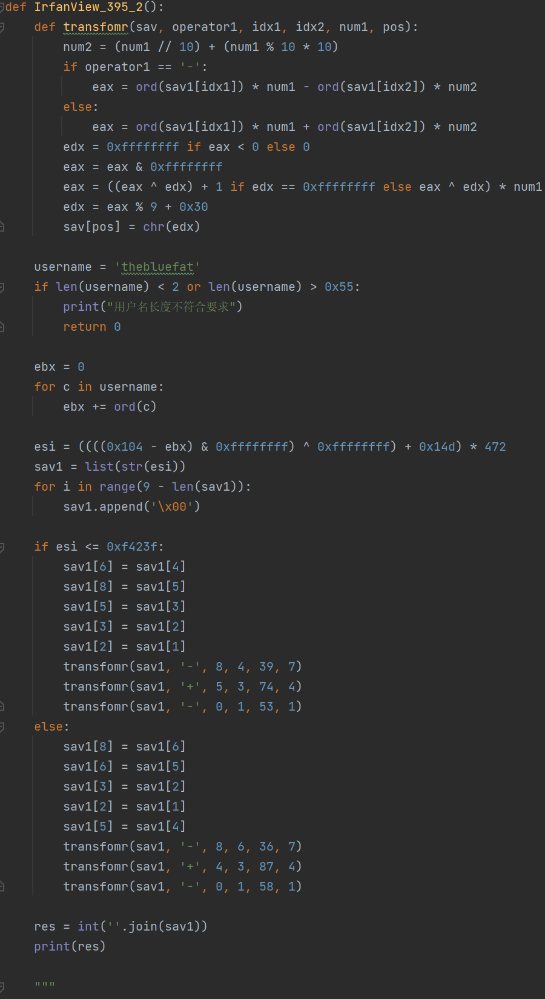 def IrfanView_395_2():
    def transfomr(sav, operator1, idx1, idx2, num1, pos):
        num2 = (num1 // 10) + (num1 % 10 * 10)
        if operator1 == '-':
            eax = ord(sav1[idx1]) * num1 - ord(sav1[idx2]) * num2
        else:
            eax = ord(sav1[idx1]) * num1 + ord(sav1[idx2]) * num2
        edx = 0xffffffff if eax < 0 else 0
        eax = eax & 0xffffffff
        eax = ((eax ^ edx) + 1 if edx == 0xffffffff else eax ^ edx) * num1
        edx = eax % 9 + 0x30
        sav[pos] = chr(edx)
    username = 'thebluefat'
    if len(username) < 2 or len(username) > 0x55:
        print("用户名长度不符合要求")
        return 0
    ebx = 0
    for c in username:
        ebx += ord(c)
    esi = ((((0x104 - ebx) & 0xffffffff) ^ 0xffffffff) + 0x14d) * 472
    sav1 = list(str(esi))
    for i in range(9 - len(sav1)):
        sav1.append('\x00')
    if esi <= 0xf423f:
        sav1[6] = sav1[4]
        sav1[8] = sav1[5]
        sav1[5] = sav1[3]
        sav1[3] = sav1[2]
        sav1[2] = sav1[1]
        transfomr(sav1, '-', 8, 4, 39, 7)
        transfomr(sav1, '+', 5, 3, 74, 4)
        transfomr(sav1, '-', 0, 1, 53, 1)
    else:
        sav1[8] = sav1[6]
        sav1[6] = sav1[5]
        sav1[3] = sav1[2]
        sav1[2] = sav1[1]
        sav1[5] = sav1[4]
        transfomr(sav1, '-', 8, 6, 36, 7)
        transfomr(sav1, '+', 4, 3, 87, 4)
        transfomr(sav1, '-', 0, 1, 58, 1)
    res = int(''.join(sav1))
    print(res)
    """